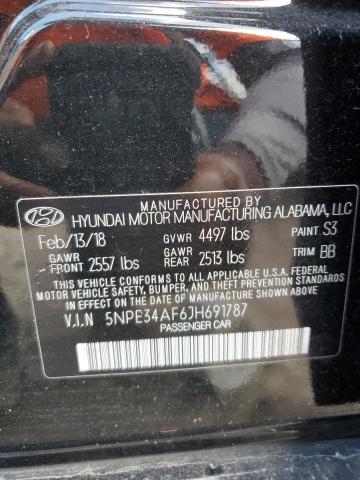 MANUFACTURED BY
HYUNDAI MOTOR MANUFACTURING ALABAMA, LLC
Feb/13/18 GVWR 4497 lbs PAINT S3
GAWR FRONT 2557 lbs GAWR REAR 2513 lbs TRIM BB
THIS VEHICLE CONFORMS TO ALL APPLICABLE U.S.A. FEDERAL
MOTOR VEHICLE SAFETY, BUMPER, AND THEFT PREVENTION
STANDARDS IN EFFECT ON THE DATE OF MANUFACTURE SHOWN ABOVE.
V.I.N 5NPE34AF6JH691787
PASSENGER CAR